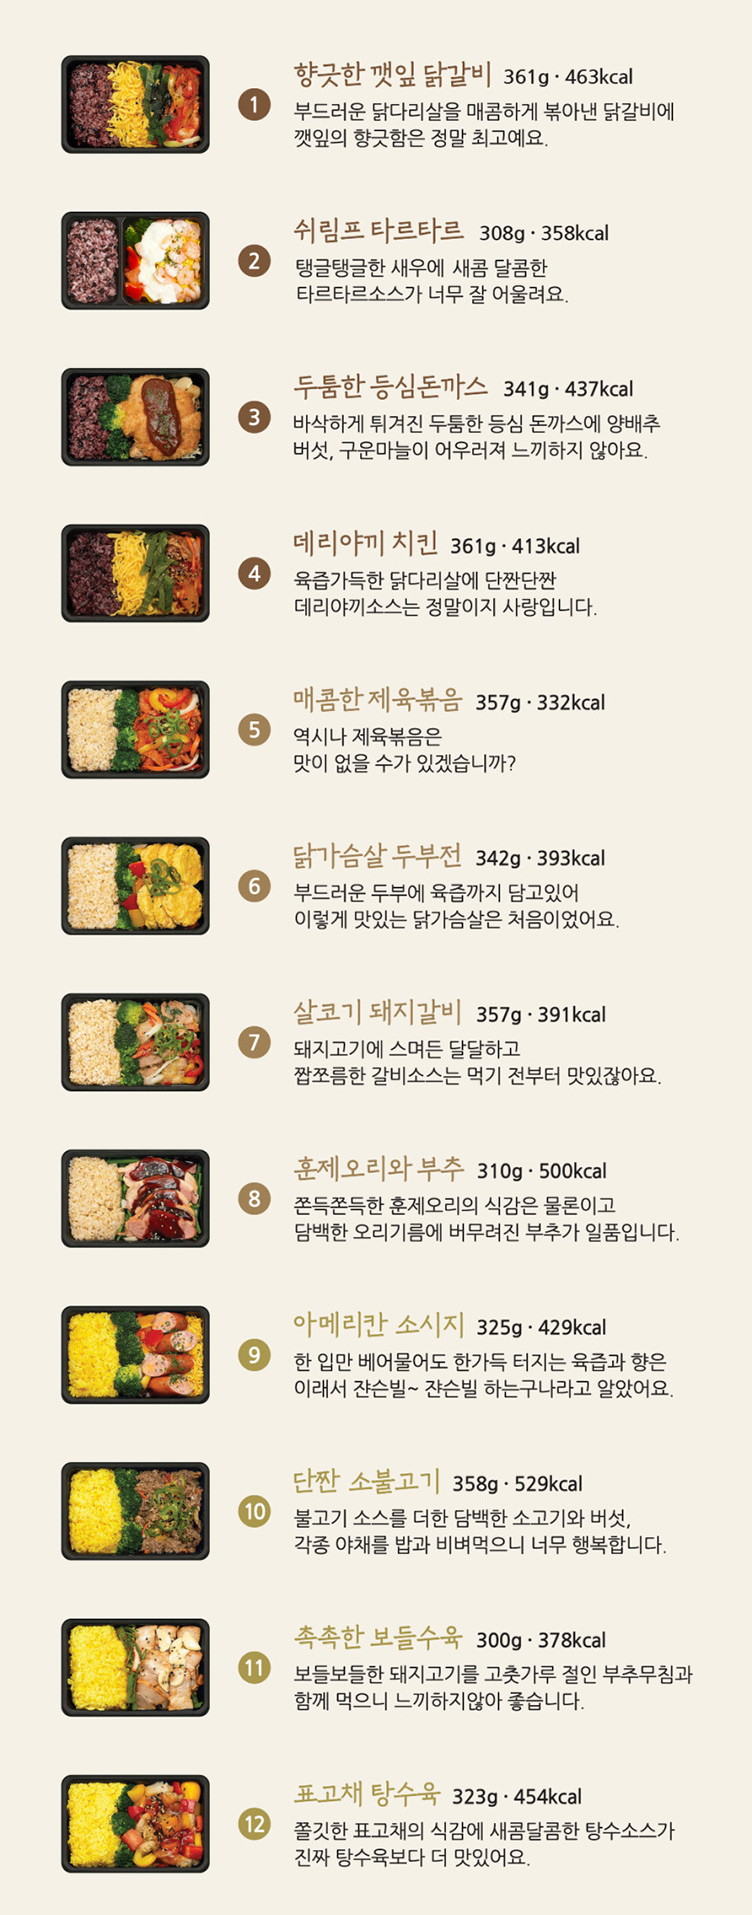 1 향긋한 깻잎 닭갈비 361g · 463kcal
부드러운 닭다리살을 매콤하게 볶아낸 닭갈비에
깻잎의 향긋함은 정말 최고예요.
2 쉬림프 타르타르 308g · 358kcal
탱글탱글한 새우에 새콤 달콤한
타르타르소스가 너무 잘 어울려요.
3 두툼한 등심돈까스 341g · 437kcal
바삭하게 튀겨진 두툼한 등심 돈까스에 양배추
버섯, 구운마늘이 어우러져 느끼하지 않아요.
4 데리야끼 치킨 361g · 413kcal
육즙가득한 닭다리살에 단짠단짠
데리야끼소스는 정말이지 사랑입니다.
5 매콤한 제육볶음 357g · 332kcal
역시나 제육볶음은
맛이 없을 수가 있겠습니까?
6 닭가슴살 두부전 342g · 393kcal
부드러운 두부에 육즙까지 담고있어
이렇게 맛있는 닭가슴살은 처음이었어요.
7 살코기 돼지갈비 357g · 391kcal
돼지고기에 스며든 달달하고
짭쪼름한 갈비소스는 먹기 전부터 맛있잖아요.
8 훈제오리와 부추 310g · 500kcal
쫀득쫀득한 훈제오리의 식감은 물론이고
담백한 오리기름에 버무려진 부추가 일품입니다.
9 아메리칸 소시지 325g · 429kcal
한 입만 베어물어도 한가득 터지는 육즙과 향은
이래서 쟌슨빌~ 쟌슨빌 하는구나라고 알았어요.
10 단짠 소불고기 358g · 529kcal
불고기 소스를 더한 담백한 소고기와 버섯,
각종 야채를 밥과 비벼먹으니 너무 행복합니다.
11 촉촉한 보들수육 300g · 378kcal
보들보들한 돼지고기를 고춧가루 절인 부추무침과
함께 먹으니 느끼하지않아 좋습니다.
12 표고채 탕수육 323g · 454kcal
쫄깃한 표고채의 식감에 새콤달콤한 탕수소스가
진짜 탕수육보다 더 맛있어요.